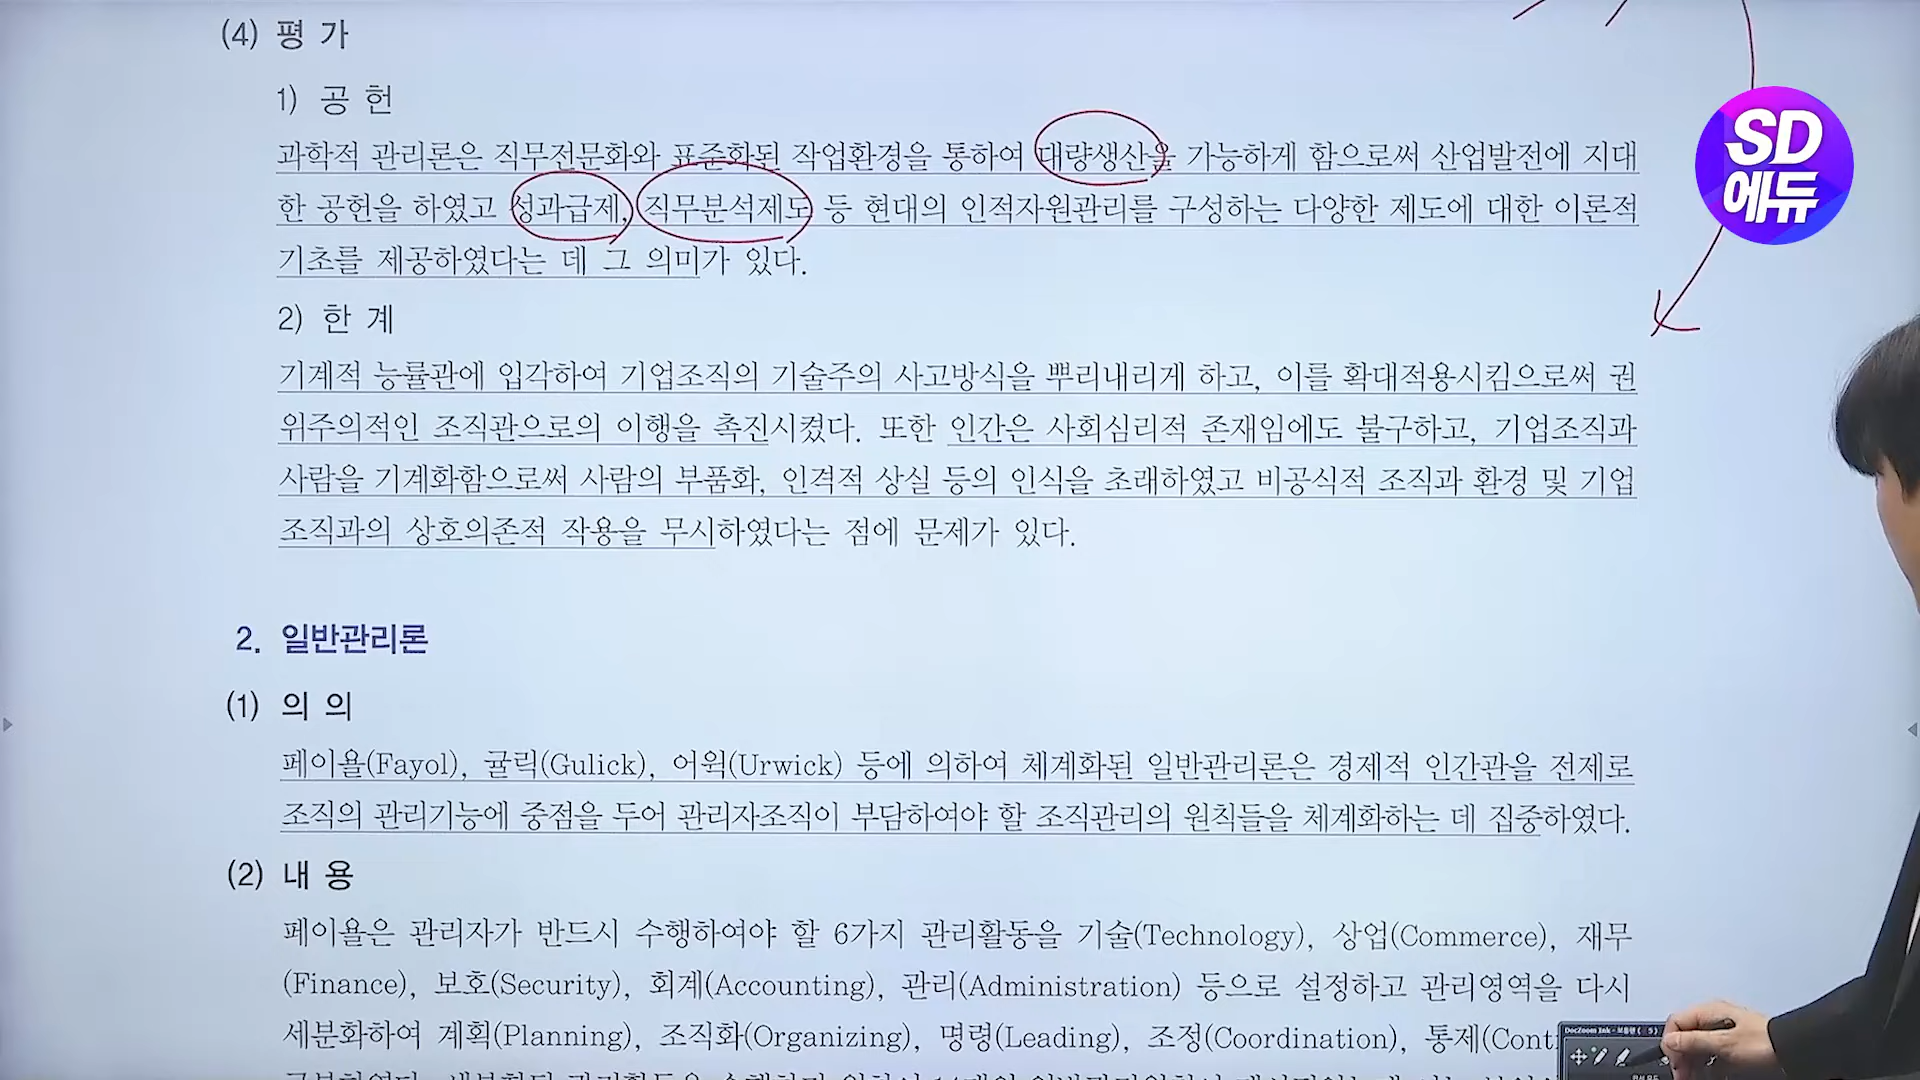 (4) 평 가
1) 공 헌
과학적 관리론은 직무전문화와 표준화된 작업환경을 통하여 대량생산을 가능하게 함으로써 산업발전에 지대
한 공헌을 하였고 성과급제, 직무분석제도 등 현대의 인적자원관리를 구성하는 다양한 제도에 대한 이론적
기초를 제공하였다는 데 그 의미가 있다.
SD
에듀
2) 한 계
기계적 능률관에 입각하여 기업조직의 기술주의 사고방식을 뿌리내리게 하고, 이를 확대적용시킴으로써 권
위주의적인 조직관으로의 이행을 촉진시켰다. 또한 인간은 사회심리적 존재임에도 불구하고, 기업조직과
사람을 기계화함으로써 사람의 부품화, 인격적 상실 등의 인식을 초래하였고 비공식적 조직과 환경 및 기업
조직과의 상호의존적 작용을 무시하였다는 점에 문제가 있다.
2. 일반관리론
(1) 의 의
페이욜(Fayol), 귤릭(Gulick), 어윅(Urwick) 등에 의하여 체계화된 일반관리론은 경제적 인간관을 전제로
조직의 관리기능에 중점을 두어 관리자조직이 부담하여야 할 조직관리의 원칙들을 체계화하는 데 집중하였다.
(2) 내 용
페이욜은 관리자가 반드시 수행하여야 할 6가지 관리활동을 기술(Technology), 상업(Commerce), 재무
(Finance), 보호(Security), 회계(Accounting), 관리(Administration) 등으로 설정하고 관리영역을 다시
세분화하여 계획(Planning), 조직화(Organizing), 명령(Leading), 조정(Coordination), 통제(Cont
DocZoom Ink